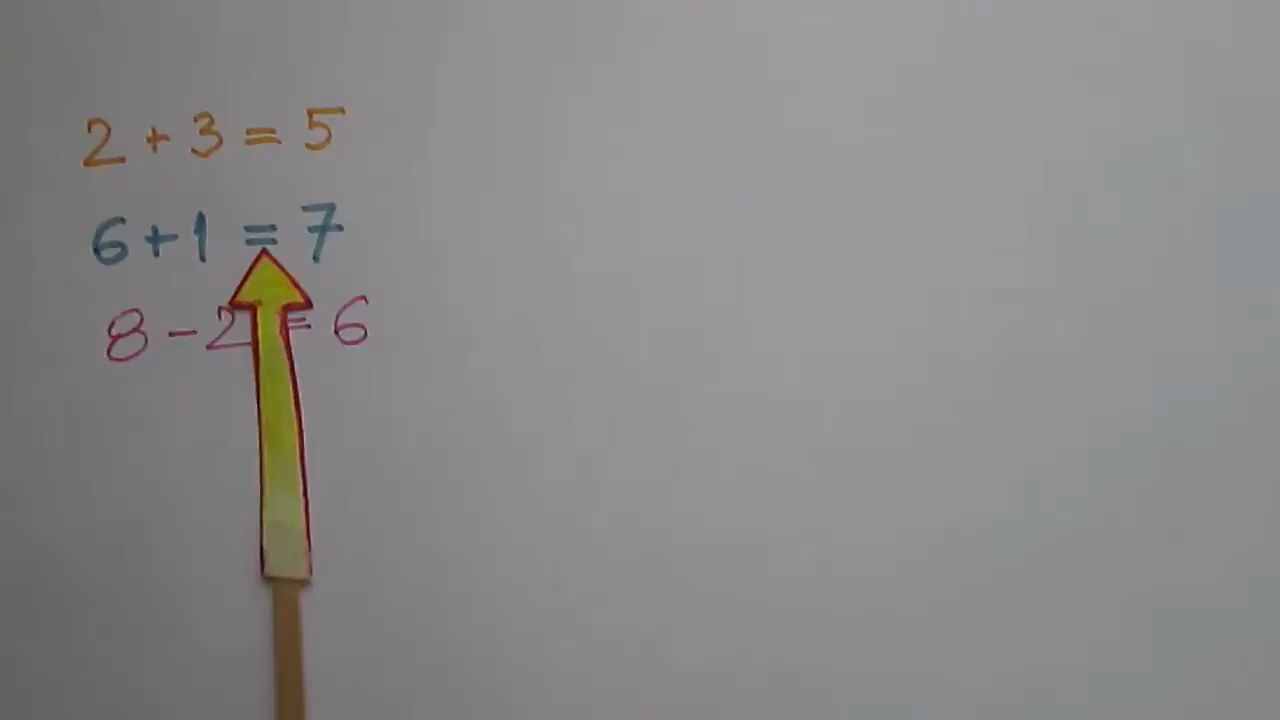 2 + 3 = 5
6 + 1 = 7
8 - 2 = 6